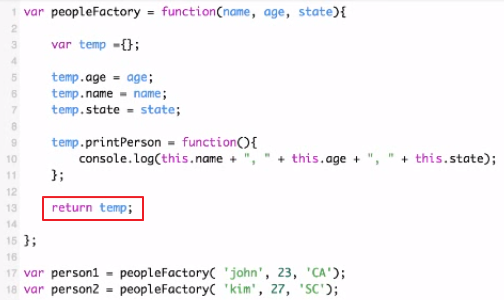 1 var peopleFactory = function(name, age, state){
2
3 var temp ={};
4
5 temp.age = age;
6 temp.name = name;
7 temp.state = state;
8
9 temp.printPerson = function(){
10 console.log(this.name + ", " + this.age + ", " + this.state);
11 };
12
13 return temp;
14
15 };
16
17 var person1 = peopleFactory( 'john', 23, 'CA');
18 var person2 = peopleFactory( 'kim', 27, 'SC');